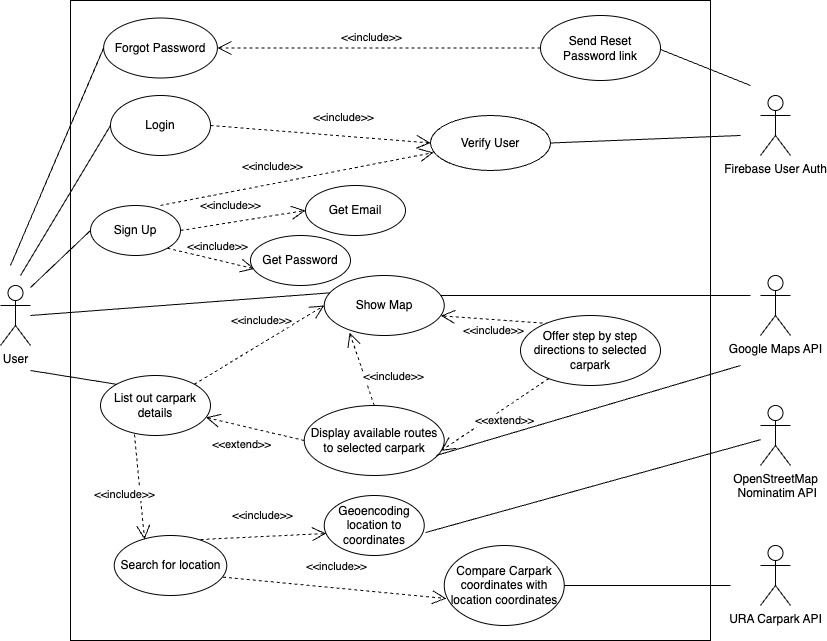 Forgot Password
<<include>>
Send Reset
Password link
Login
<<include>>
Verify User
Firebase User Auth
<<include>>
Sign Up
<<include>>
Get Email
<<include>>
Get Password
User
Show Map
Google Maps API
<<include>>
<<include>>
Offer step by step
directions to selected
carpark
<<include>>
List out carpark
details
<<extend>>
Display available routes
to selected carpark
<<extend>>
OpenStreetMap
Nominatim API
<<include>>
<<include>>
Geoencoding
location to
coordinates
Search for location
<<include>>
Compare Carpark
coordinates with
location coordinates
URA Carpark API